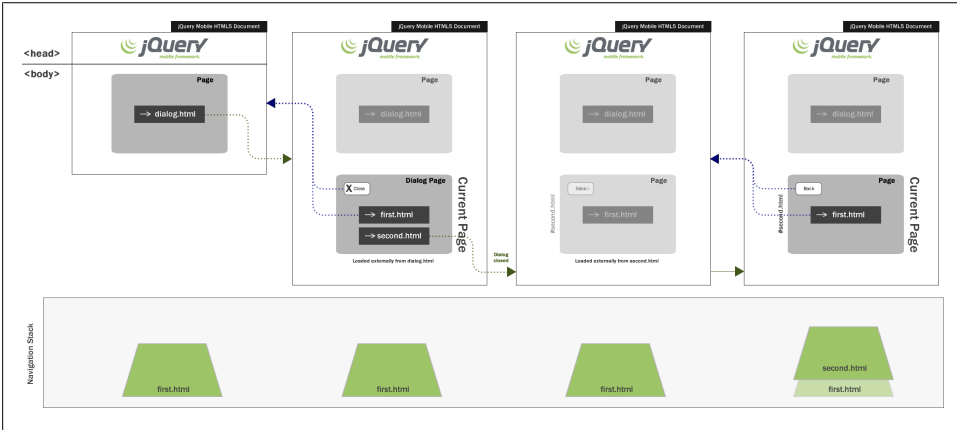 jQuery Mobile HTML5 Document
jQuery Mobile HTML5 Document
jQuery Mobile HTML5 Document
jQuery Mobile HTML5 Document
jQuery
mobile framework.
jQuery
mobile framework.
jQuery
mobile framework.
jQuery
mobile framework.
<head>
<body>
Page
dialog.html
Page
dialog.html
Page
dialog.html
Page
dialog.html
Dialog Page
X Close
first.html
second.html
Loaded externally from dialog.html
Current Page
Dialog
closed
#second.html
Page
first.html
Loaded externally from second.html
#second.html
Page
Back
first.html
Current Page
Navigation Stack
first.html
first.html
first.html
second.html
first.html